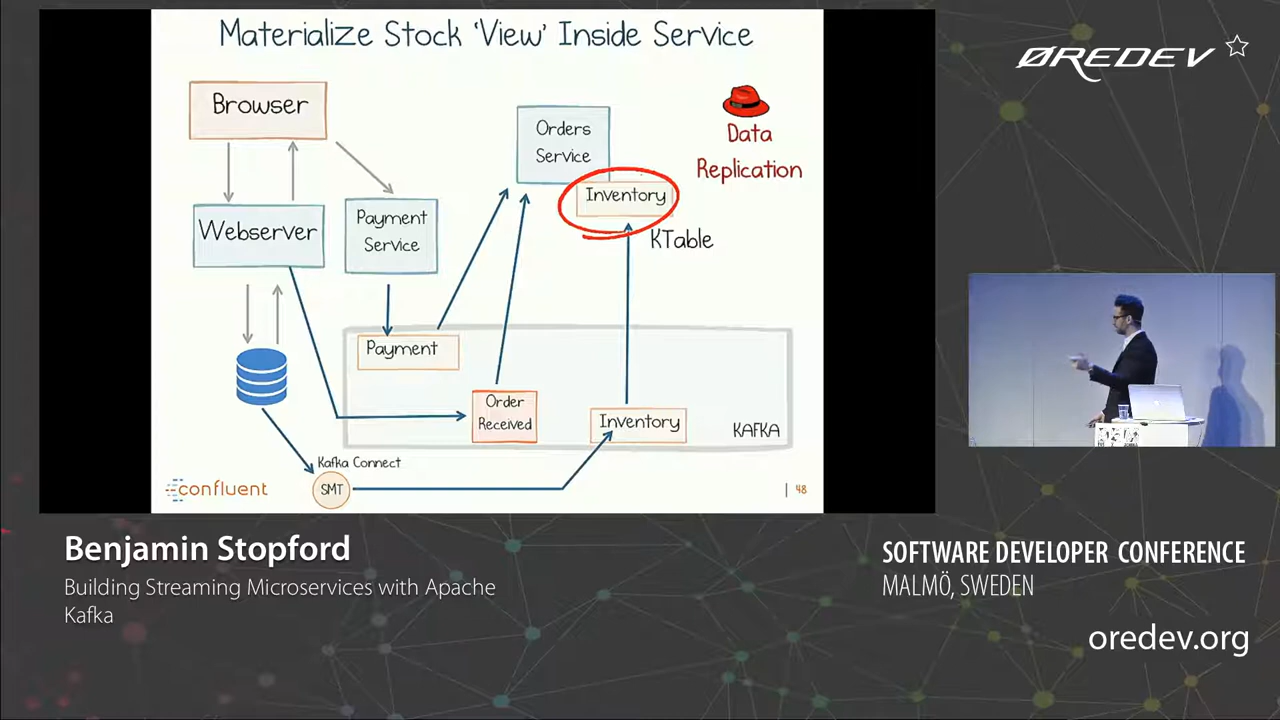 Materialize Stock 'View' Inside Service
ØREDEV
Browser
Orders
Service
Data
Replication
Inventory
Webserver
Payment
Service
KTable
Payment
Order
Received
Inventory
KAFKA
Kafka Connect
SMT
confluent
| 48
Benjamin Stopford
Building Streaming Microservices with Apache
Kafka
SOFTWARE DEVELOPER CONFERENCE
MALMÖ, SWEDEN
oredev.org